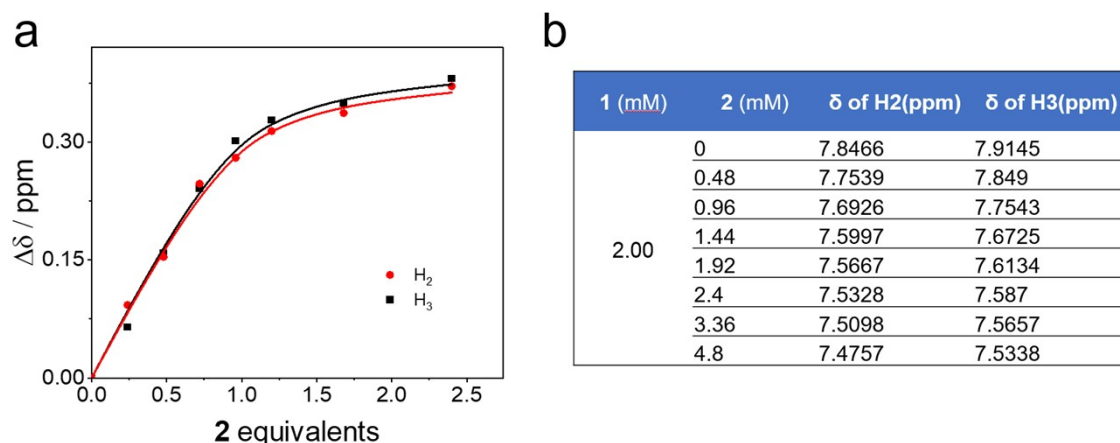 a
0.30
0.15
0.00
Δδ / ppm
H2
H3
0.0 0.5 1.0 1.5 2.0 2.5
2 equivalents
b
1 (mM) 2 (mM) δ of H2(ppm) δ of H3(ppm)
0 7.8466 7.9145
0.48 7.7539 7.849
0.96 7.6926 7.7543
1.44 7.5997 7.6725
2.00
1.92 7.5667 7.6134
2.4 7.5328 7.587
3.36 7.5098 7.5657
4.8 7.4757 7.5338